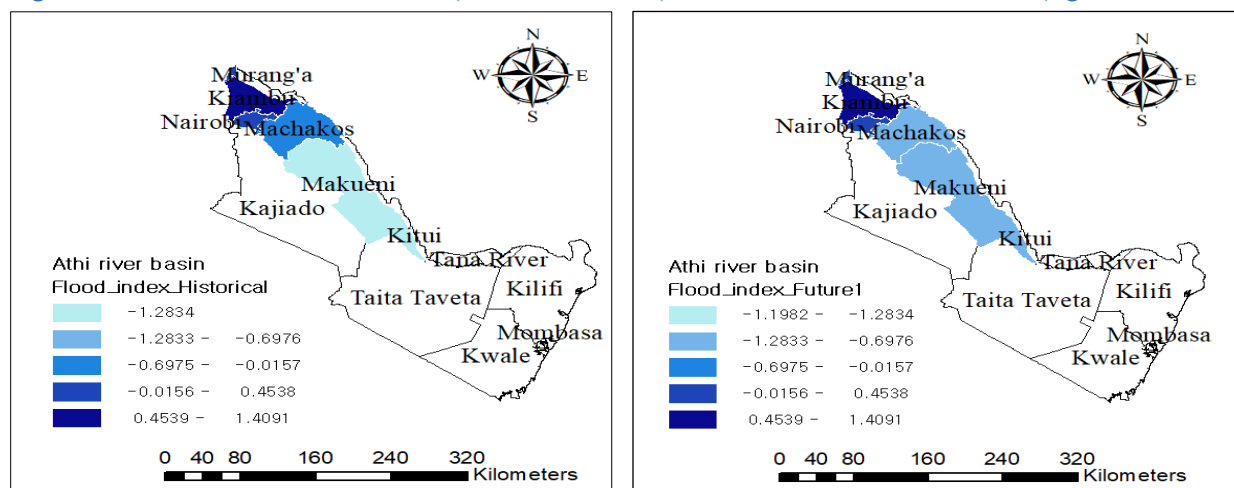 N
W E
S
Murang'a
Kiambu
Nairobi
Machakos
Makueni
Kajiado
Kitui
Tana River
Taita Taveta
Kilifi
Mombasa
Kwale
Athi river basin
Flood_index_Historical
-1.2834
-1.2833 - -0.6976
-0.6975 - -0.0157
-0.0156 - 0.4538
0.4539 - 1.4091
0 40 80 160 240 320
Kilometers
N
W E
S
Murang'a
Kiambu
Nairobi
Machakos
Makueni
Kajiado
Kitui
Tana River
Taita Taveta
Kilifi
Mombasa
Kwale
Athi river basin
Flood_index_Future1
-1.1982 - -1.2834
-1.2833 - -0.6976
-0.6975 - -0.0157
-0.0156 - 0.4538
0.4539 - 1.4091
0 40 80 160 240 320
Kilometers